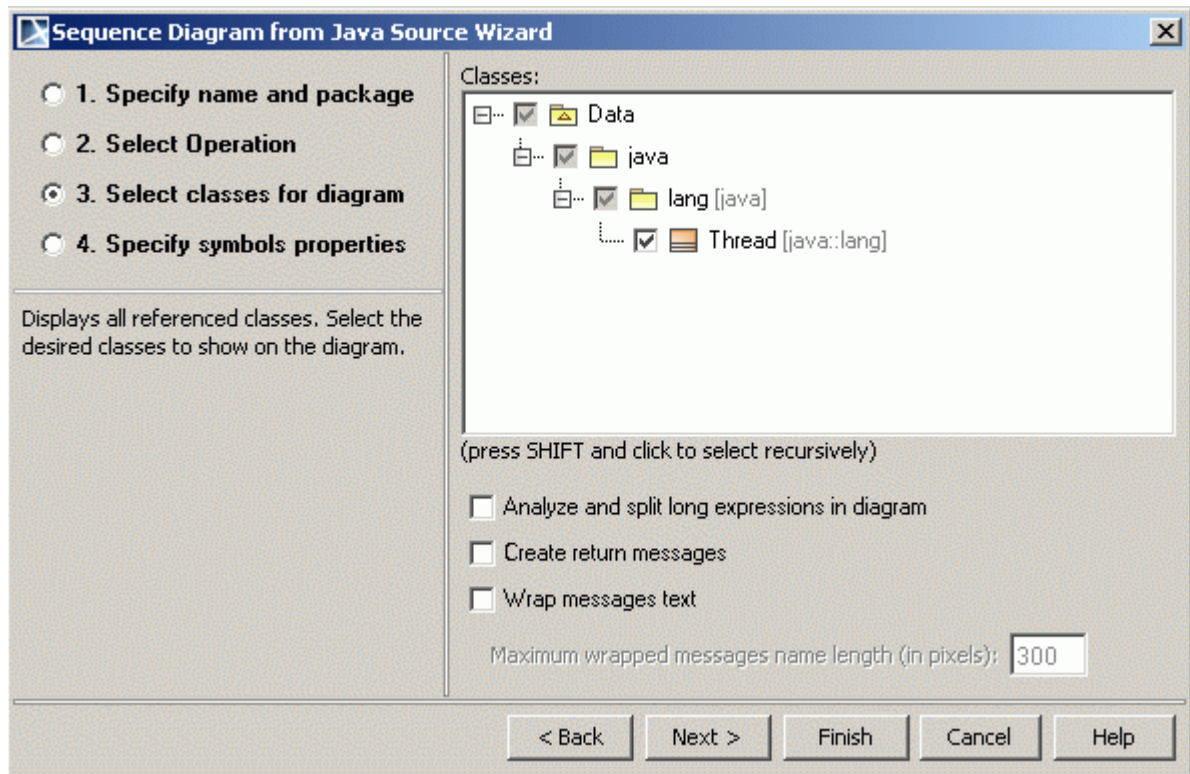 Sequence Diagram from Java Source Wizard
1. Specify name and package
2. Select Operation
3. Select classes for diagram
4. Specify symbols properties
Displays all referenced classes. Select the
desired classes to show on the diagram.
Classes:
Data
java
lang [java]
Thread [java::lang]
(press SHIFT and click to select recursively)
Analyze and split long expressions in diagram
Create return messages
Wrap messages text
Maximum wrapped messages name length (in pixels): 300
< Back Next > Finish Cancel Help